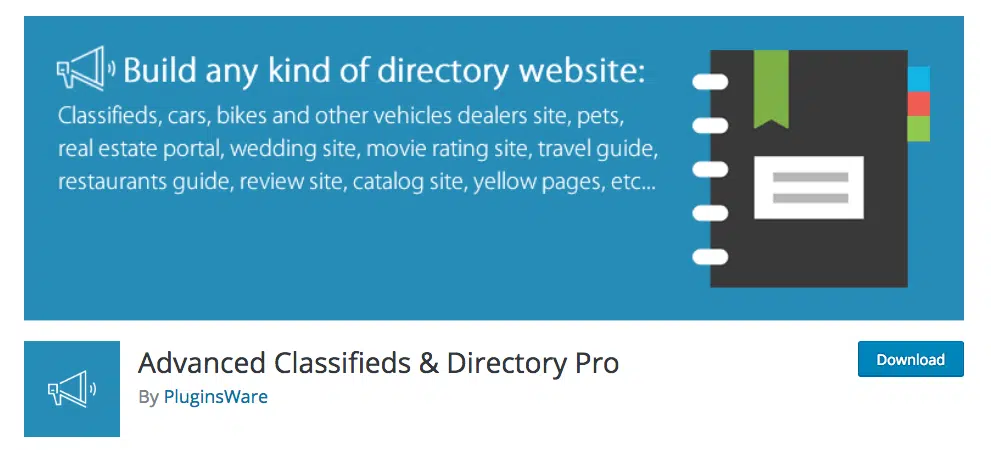 Build any kind of directory website:
Classifieds, cars, bikes and other vehicles dealers site, pets,
real estate portal, wedding site, movie rating site, travel guide,
restaurants guide, review site, catalog site, yellow pages, etc...
Advanced Classifieds & Directory Pro
Download
By PluginsWare